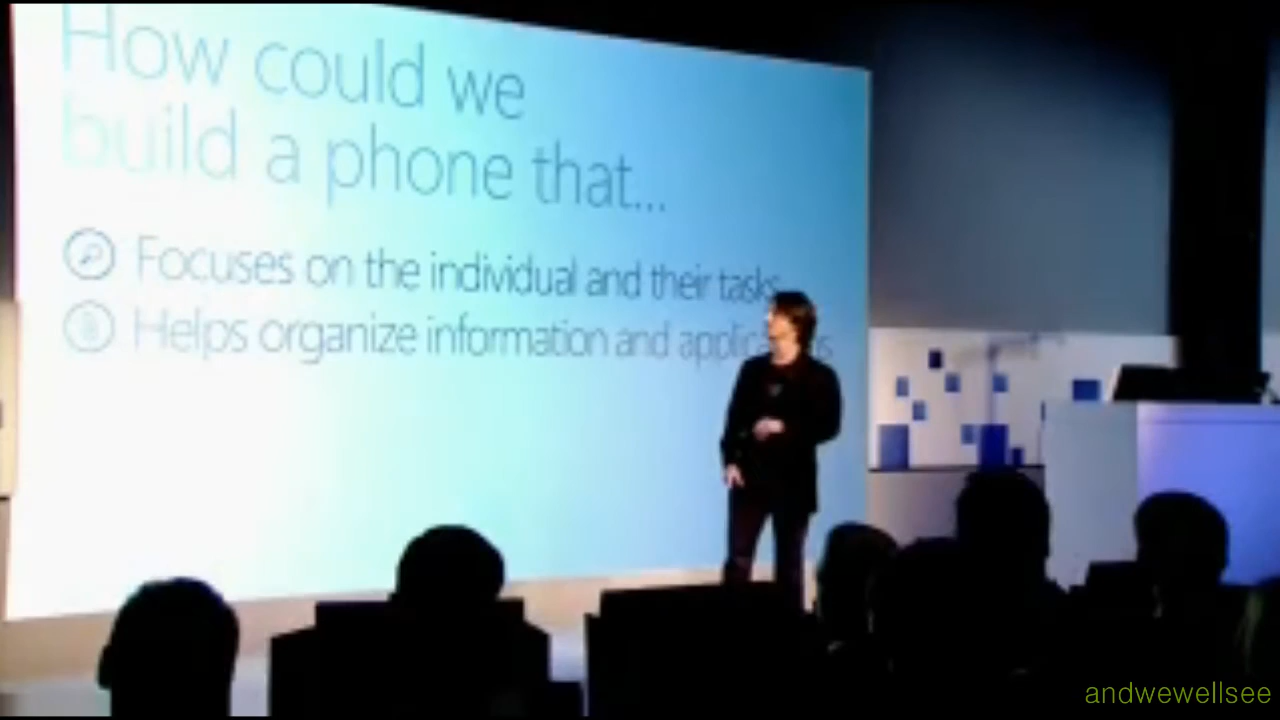 How could we
build a phone that...
Focuses on the individual and their tasks
Helps organize information and
andwewellsee